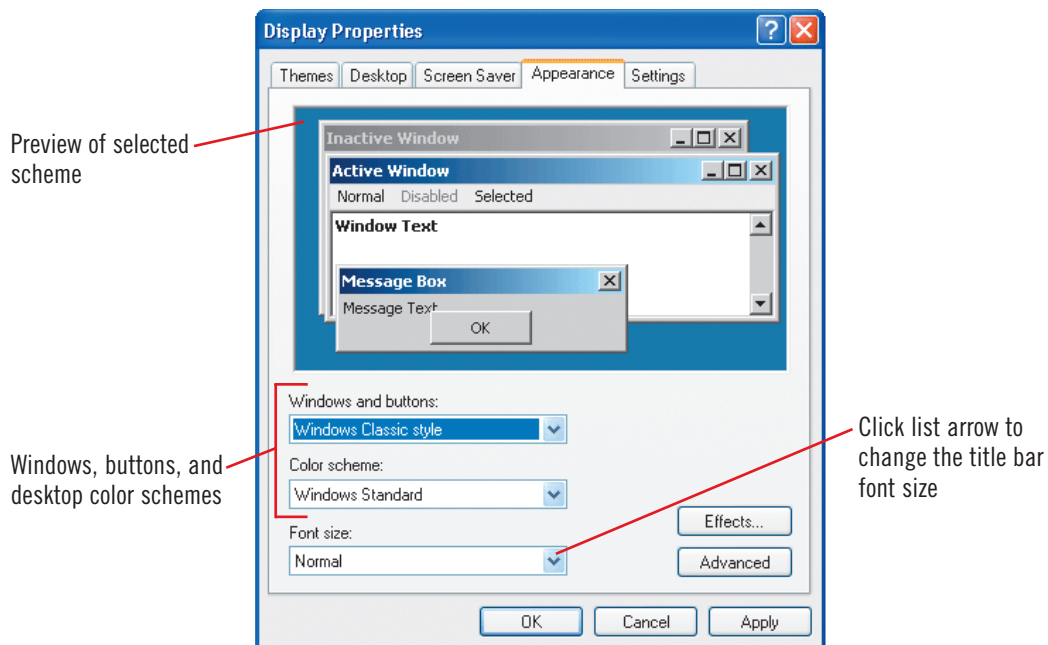 Display Properties
Themes Desktop Screen Saver Appearance Settings
Preview of selected
scheme
Inactive Window
Active Window
Normal Disabled Selected
Window Text
Message Box
Message Text
OK
Windows and buttons:
Windows Classic style
Color scheme:
Windows Standard
Windows, buttons, and
desktop color schemes
Click list arrow to
change the title bar
font size
Font size:
Normal
Effects...
Advanced
OK Cancel Apply